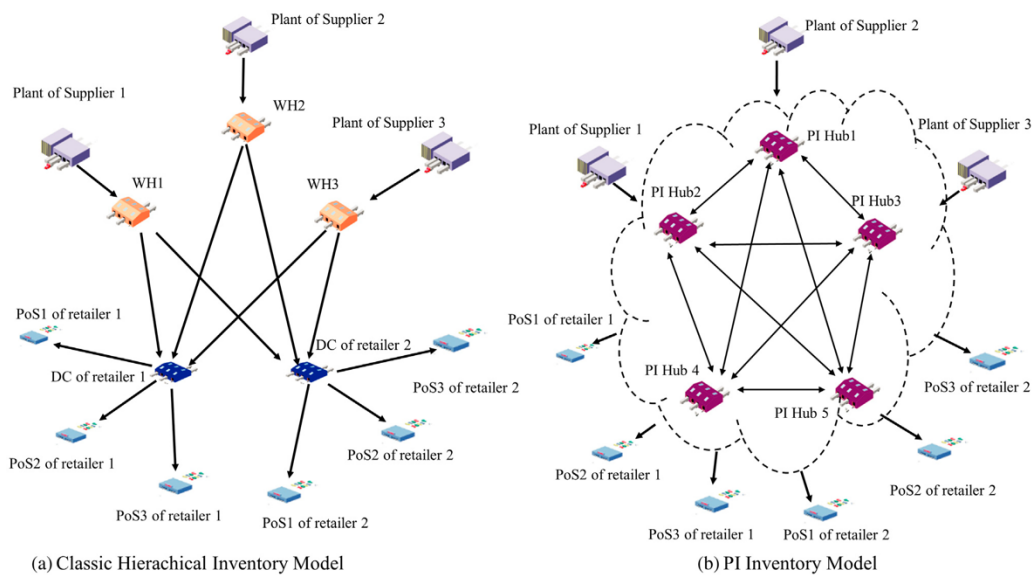 Plant of Supplier 2
WH2
Plant of Supplier 1
Plant of Supplier 3
WH1
WH3
PoS1 of retailer 1
DC of retailer 1
DC of retailer 2
PoS3 of retailer 2
PoS2 of retailer 1
PoS2 of retailer 2
PoS3 of retailer 1
PoS1 of retailer 2
(a) Classic Hierachical Inventory Model
Plant of Supplier 2
Plant of Supplier 1
PI Hub1
Plant of Supplier 3
PI Hub2
PI Hub3
PoS1 of retailer 1
PI Hub 4
PoS3 of retailer 2
PI Hub 5
PoS2 of retailer 1
PoS2 of retailer 2
PoS3 of retailer 1
PoS1 of retailer 2
(b) PI Inventory Model